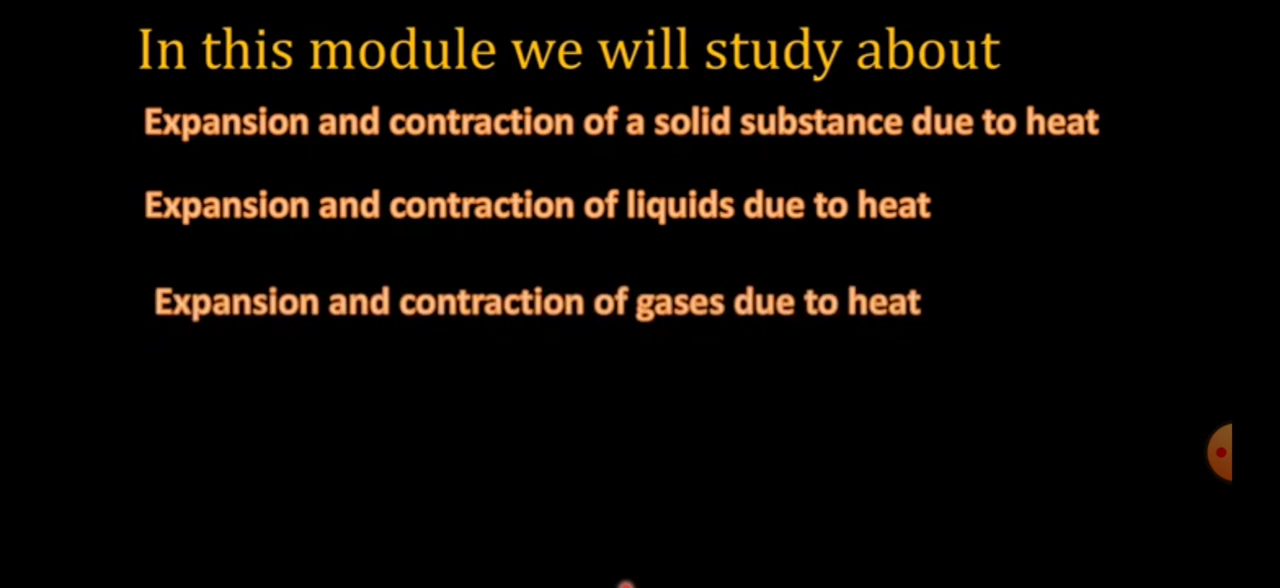 In this module we will study about
Expansion and contraction of a solid substance due to heat
Expansion and contraction of liquids due to heat
Expansion and contraction of gases due to heat